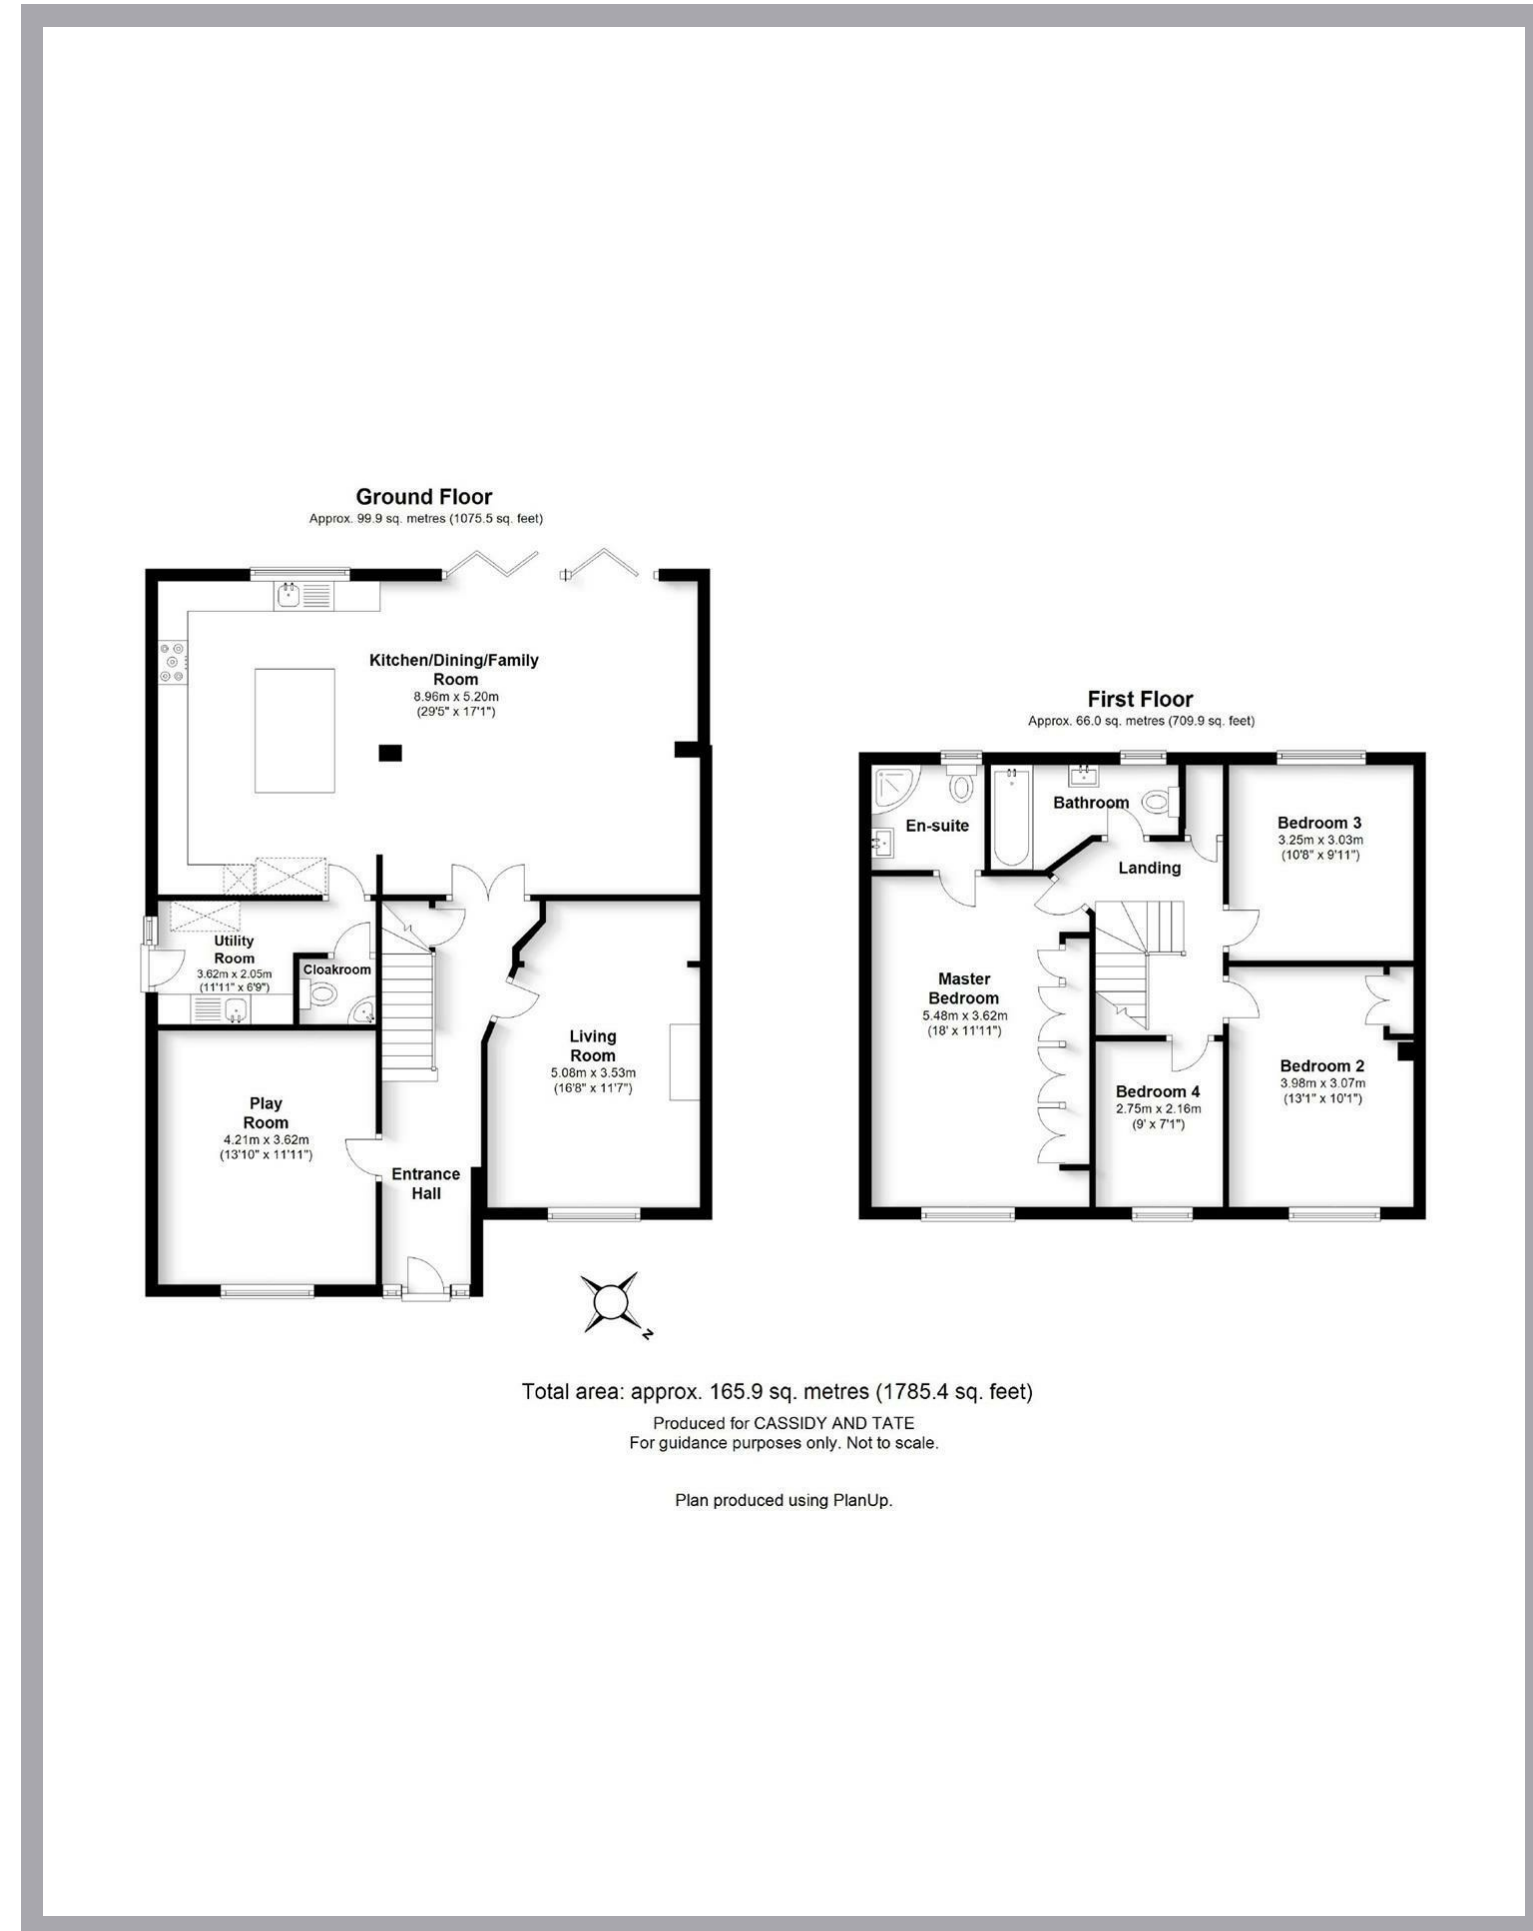 Ground Floor
Approx. 99.9 sq. metres (1075.5 sq. feet)
Kitchen/Dining/Family
Room
8.96m x 5.20m
(29'5" x 17'1")
Utility
Room
3.62m x 2.05m
(11'11" x 6'9")
Cloakroom
Living
Room
5.08m x 3.53m
(16'8" x 11'7")
Play
Room
4.21m x 3.62m
(13'10" x 11'11")
Entrance
Hall
First Floor
Approx. 66.0 sq. metres (709.9 sq. feet)
En-suite
Bathroom
Bedroom 3
3.25m x 3.03m
(10'8" x 9'11")
Landing
Master
Bedroom
5.48m x 3.62m
(18' x 11'11")
Bedroom 2
3.98m x 3.07m
(13'1" x 10'1")
Bedroom 4
2.75m x 2.16m
(9' x 7'1")
N
Total area: approx. 165.9 sq. metres (1785.4 sq. feet)
Produced for CASSIDY AND TATE
For guidance purposes only. Not to scale.
Plan produced using PlanUp.